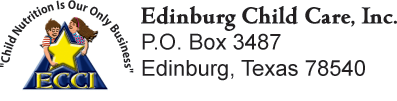 "Child Nutrition Is Our Only Business"
ECCI
Edinburg Child Care, Inc.
P.O. Box 3487
Edinburg, Texas 78540